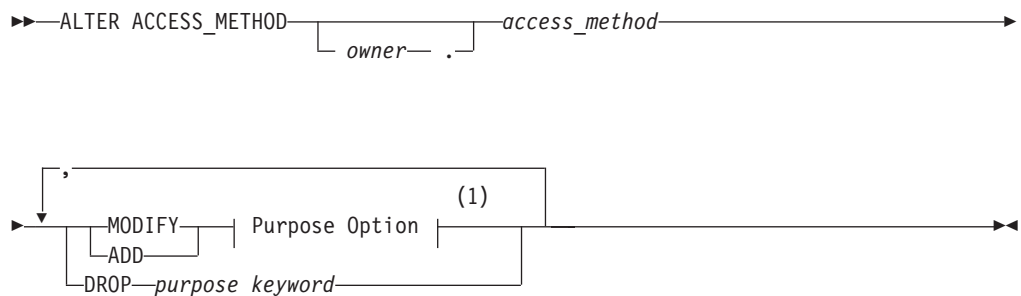 ALTER ACCESS_METHOD access_method
owner .
,
(1)
MODIFY Purpose Option
ADD
DROP purpose keyword